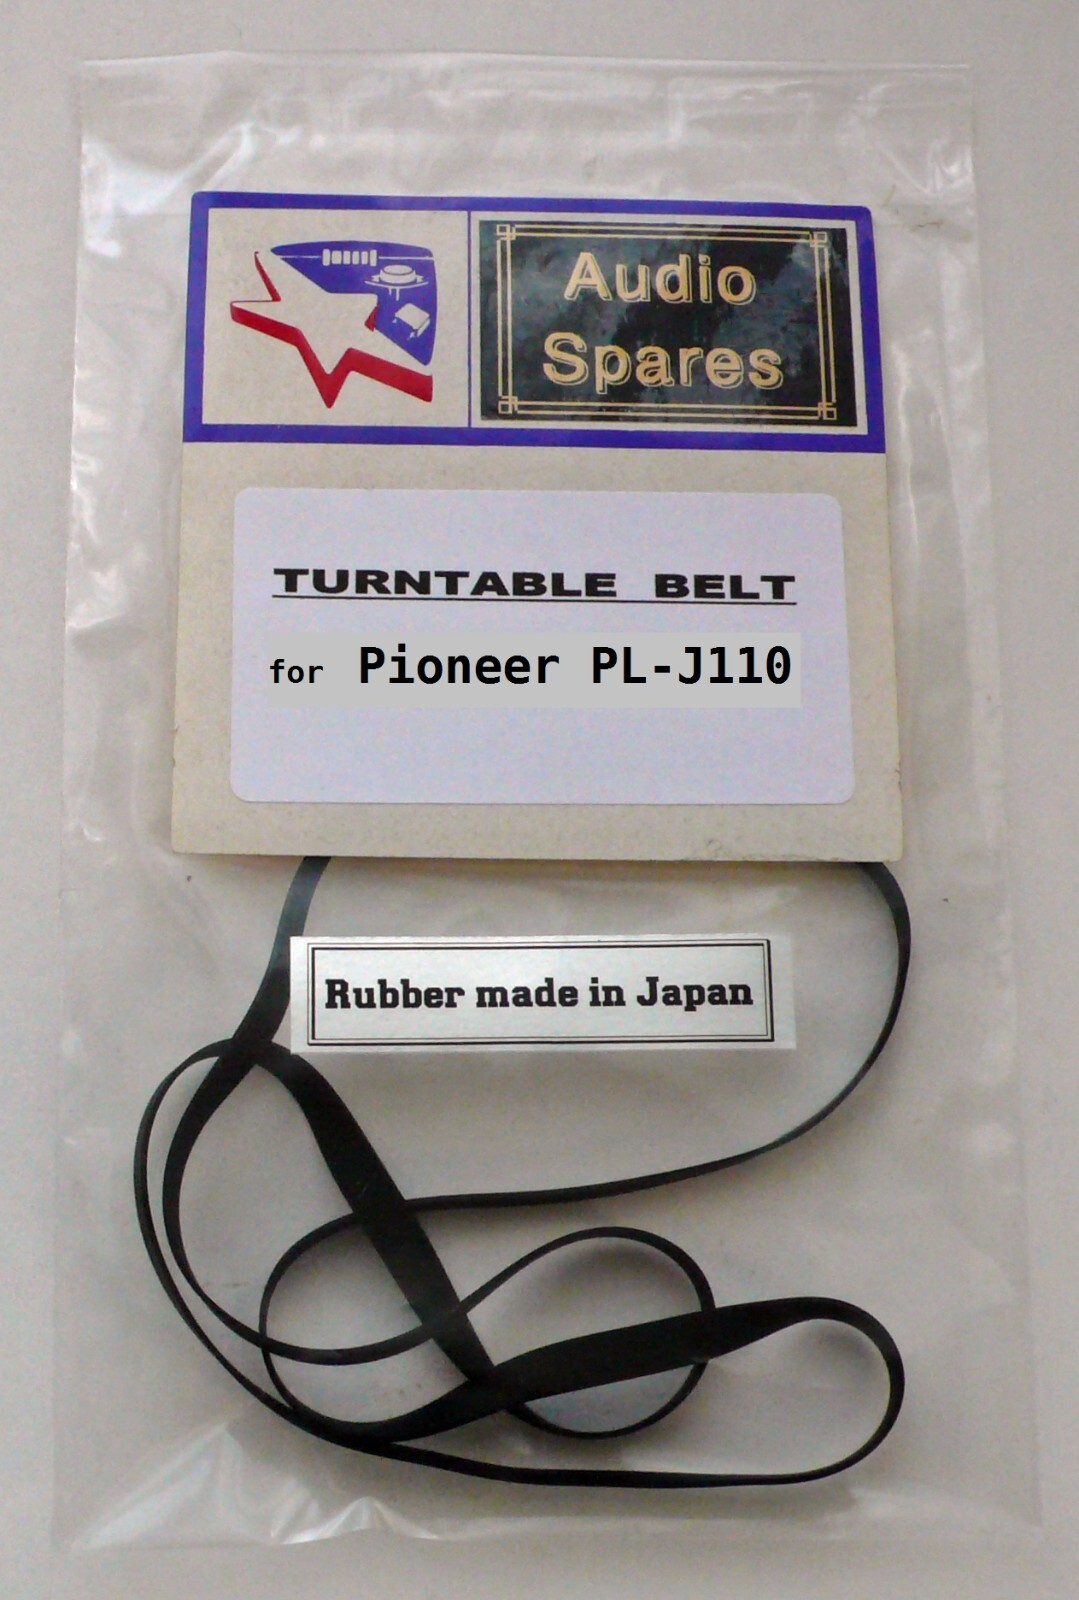 Audio
Spares
TURNTABLE BELT
for Pioneer PL-J110
Rubber made in Japan